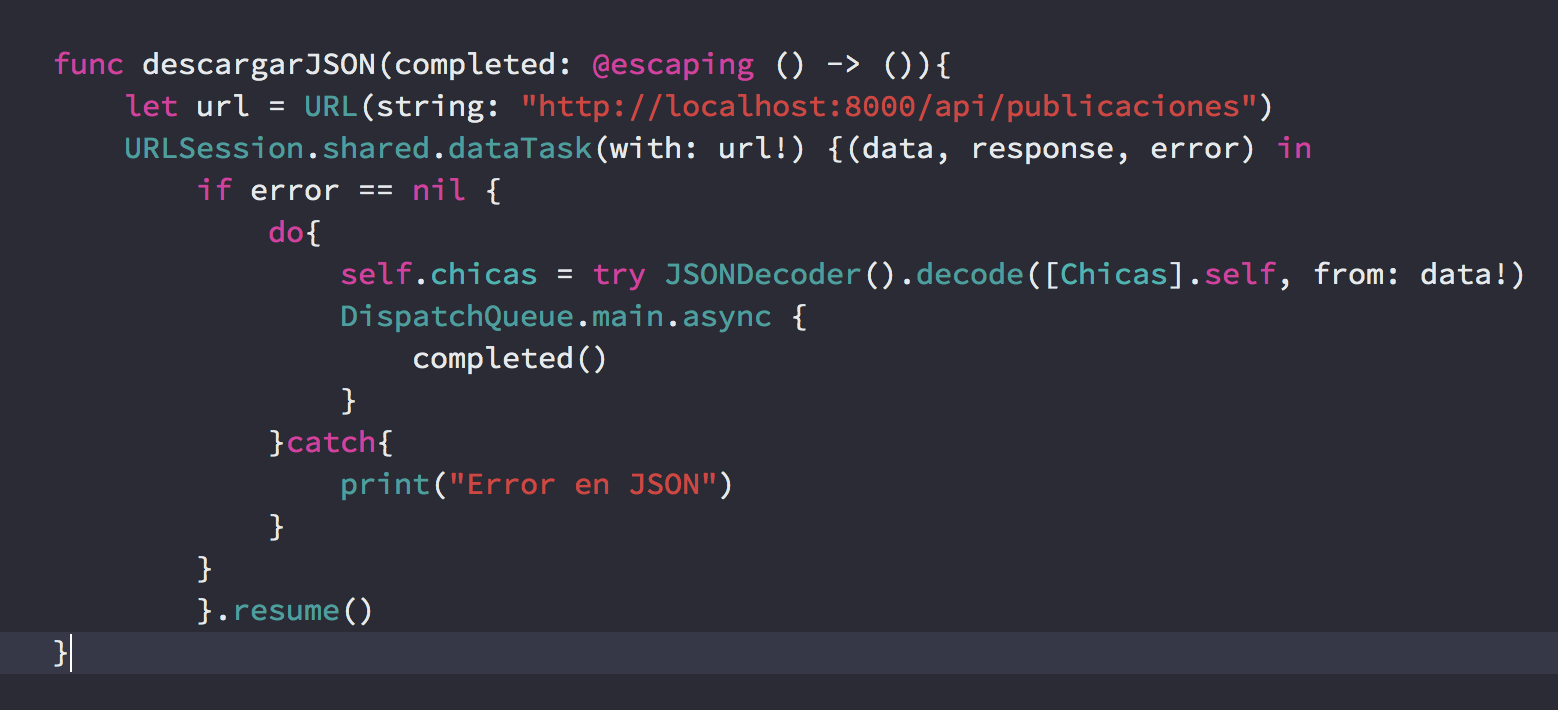 func descargarJSON(completed: @escaping () -> ()){
let url = URL(string: "http://localhost:8000/api/publicaciones")
URLSession.shared.dataTask(with: url!) {(data, response, error) in
if error == nil {
do{
self.chicas = try JSONDecoder().decode([Chicas].self, from: data!)
DispatchQueue.main.async {
completed()
}
}catch{
print("Error en JSON")
}
}
}.resume()
}